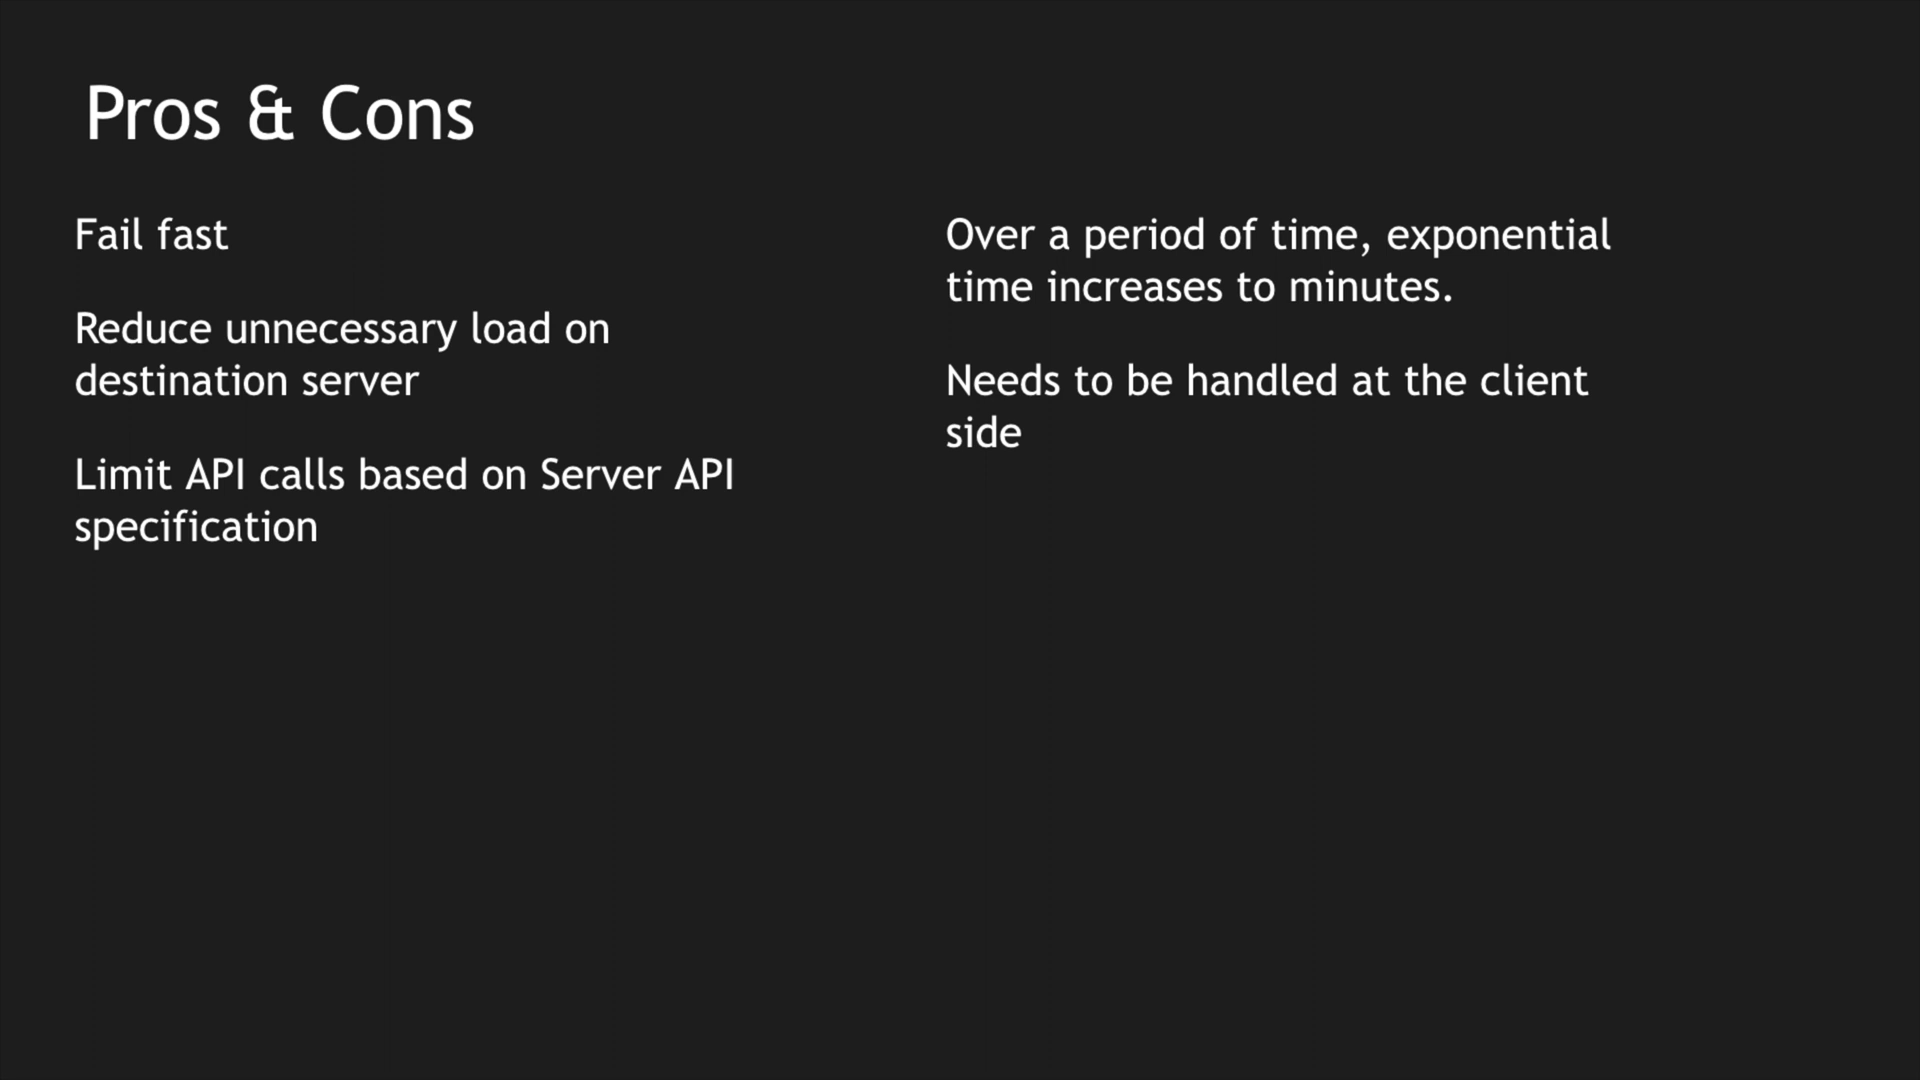 Pros & Cons
Fail fast
Reduce unnecessary load on
destination server
Limit API calls based on Server API
specification
Over a period of time, exponential
time increases to minutes.
Needs to be handled at the client
side